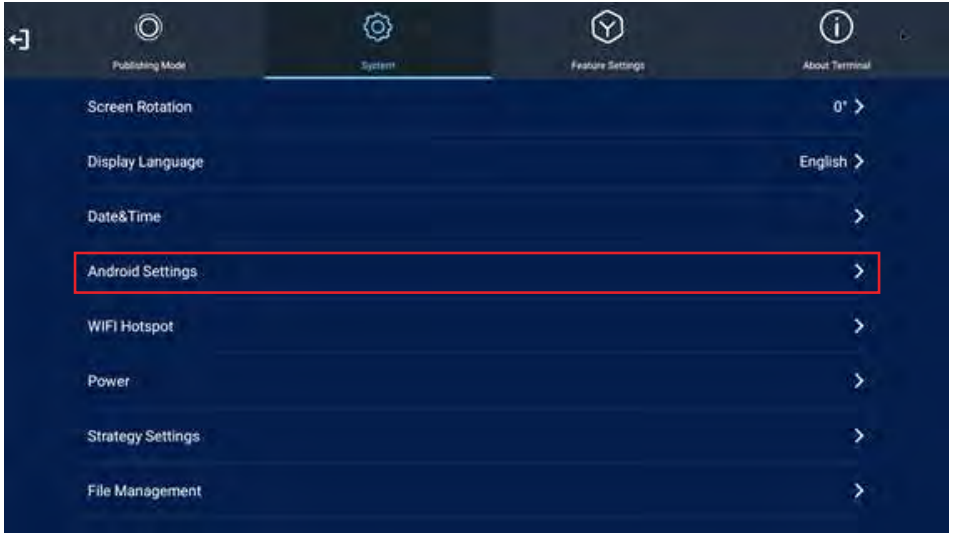 Publishing Mode
System
Feature Settings
About Terminal
Screen Rotation 0°
Display Language English
Date&Time
Android Settings
WIFI Hotspot
Power
Strategy Settings
File Management